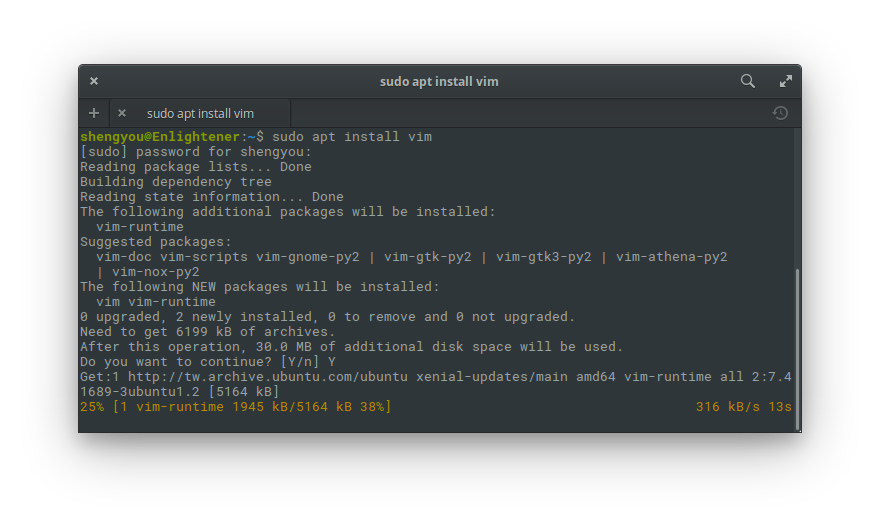 sudo apt install vim
sudo apt install vim
shengyou@Enlightener:~$ sudo apt install vim
[sudo] password for shengyou:
Reading package lists... Done
Building dependency tree
Reading state information... Done
The following additional packages will be installed:
  vim-runtime
Suggested packages:
  vim-doc vim-scripts vim-gnome-py2 | vim-gtk-py2 | vim-gtk3-py2 | vim-athena-py2
  | vim-nox-py2
The following NEW packages will be installed:
  vim vim-runtime
0 upgraded, 2 newly installed, 0 to remove and 0 not upgraded.
Need to get 6199 kB of archives.
After this operation, 30.0 MB of additional disk space will be used.
Do you want to continue? [Y/n] Y
Get:1 http://tw.archive.ubuntu.com/ubuntu xenial-updates/main amd64 vim-runtime all 2:7.4
1689-3ubuntu1.2 [5164 kB]
25% [1 vim-runtime 1945 kB/5164 kB 38%] 316 kB/s 13s